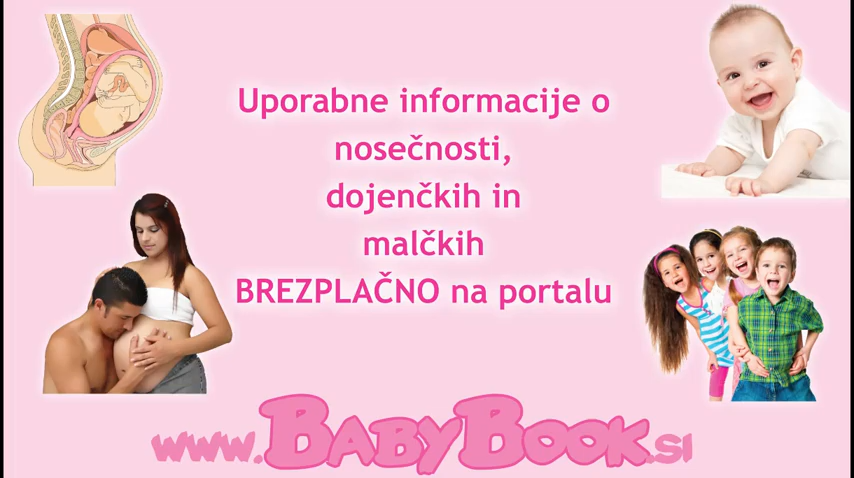 Uporabne informacije o
nosečnosti,
dojenčkih in
malčkih
BREZPLAČNO na portalu
www.BabyBook.si